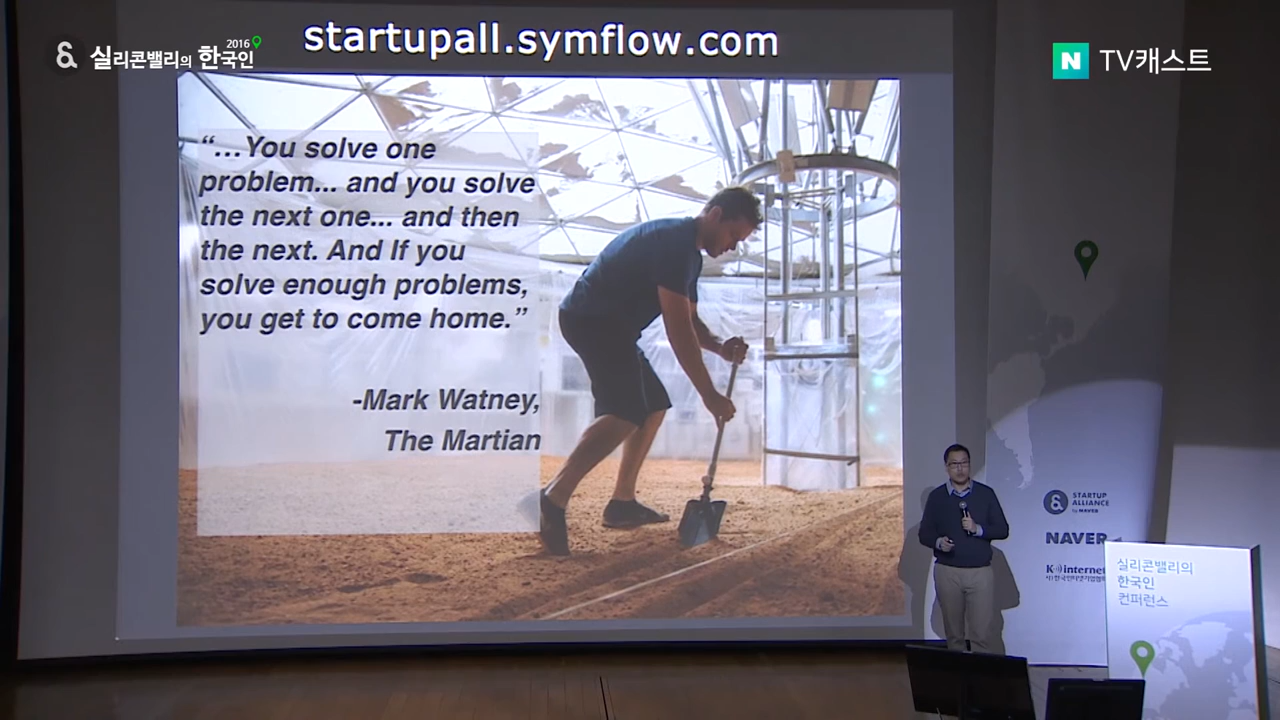 startupall.symflow.com
&
실리콘밸리의 한국인
2016
N TV캐스트
“...You solve one
problem... and you solve
the next one... and then
the next. And If you
solve enough problems,
you get to come home.”
-Mark Watney,
The Martian
&
STARTUP
ALLIANCE
by NAVER
NAVER
K internet
실리콘밸리의
한국인
컨퍼런스